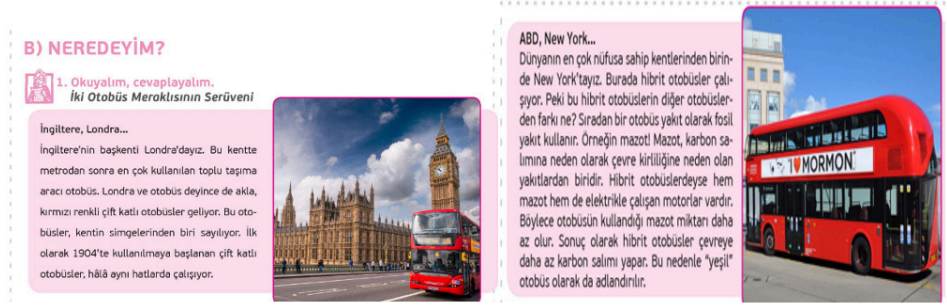 B) NEREDEYİM?
1. Okuyalım, cevaplayalım.
İki Otobüs Meraklısının Serüveni
İngiltere, Londra...
İngiltere'nin başkenti Londra'dayız. Bu kentte
metrodan sonra en çok kullanılan toplu taşıma
aracı otobüs. Londra ve otobüs deyince de akla,
kırmızı renkli çift katlı otobüsler geliyor. Bu oto-
büsler, kentin simgelerinden biri sayılıyor. İlk
olarak 1904'te kullanılmaya başlanan çift katlı
otobüsler, hâlâ aynı hatlarda çalışıyor.
ABD, New York...
Dünyanın en çok nüfusa sahip kentlerinden birin-
de New York'tayız. Burada hibrit otobüsler çalı-
şıyor. Peki bu hibrit otobüslerin diğer otobüsler-
den farkı ne? Sıradan bir otobüs yakıt olarak fosil
yakıt kullanır. Örneğin mazot! Mazot, karbon sa-
lımına neden olarak çevre kirliliğine neden olan
yakıtlardan biridir. Hibrit otobüslerdeyse hem
mazot hem de elektrikle çalışan motorlar vardır.
Böylece otobüsün kullandığı mazot miktarı daha
az olur. Sonuç olarak hibrit otobüsler çevreye
daha az karbon salımı yapar. Bu nedenle “yeşil”
otobüs olarak da adlandırılır.
I MORMON